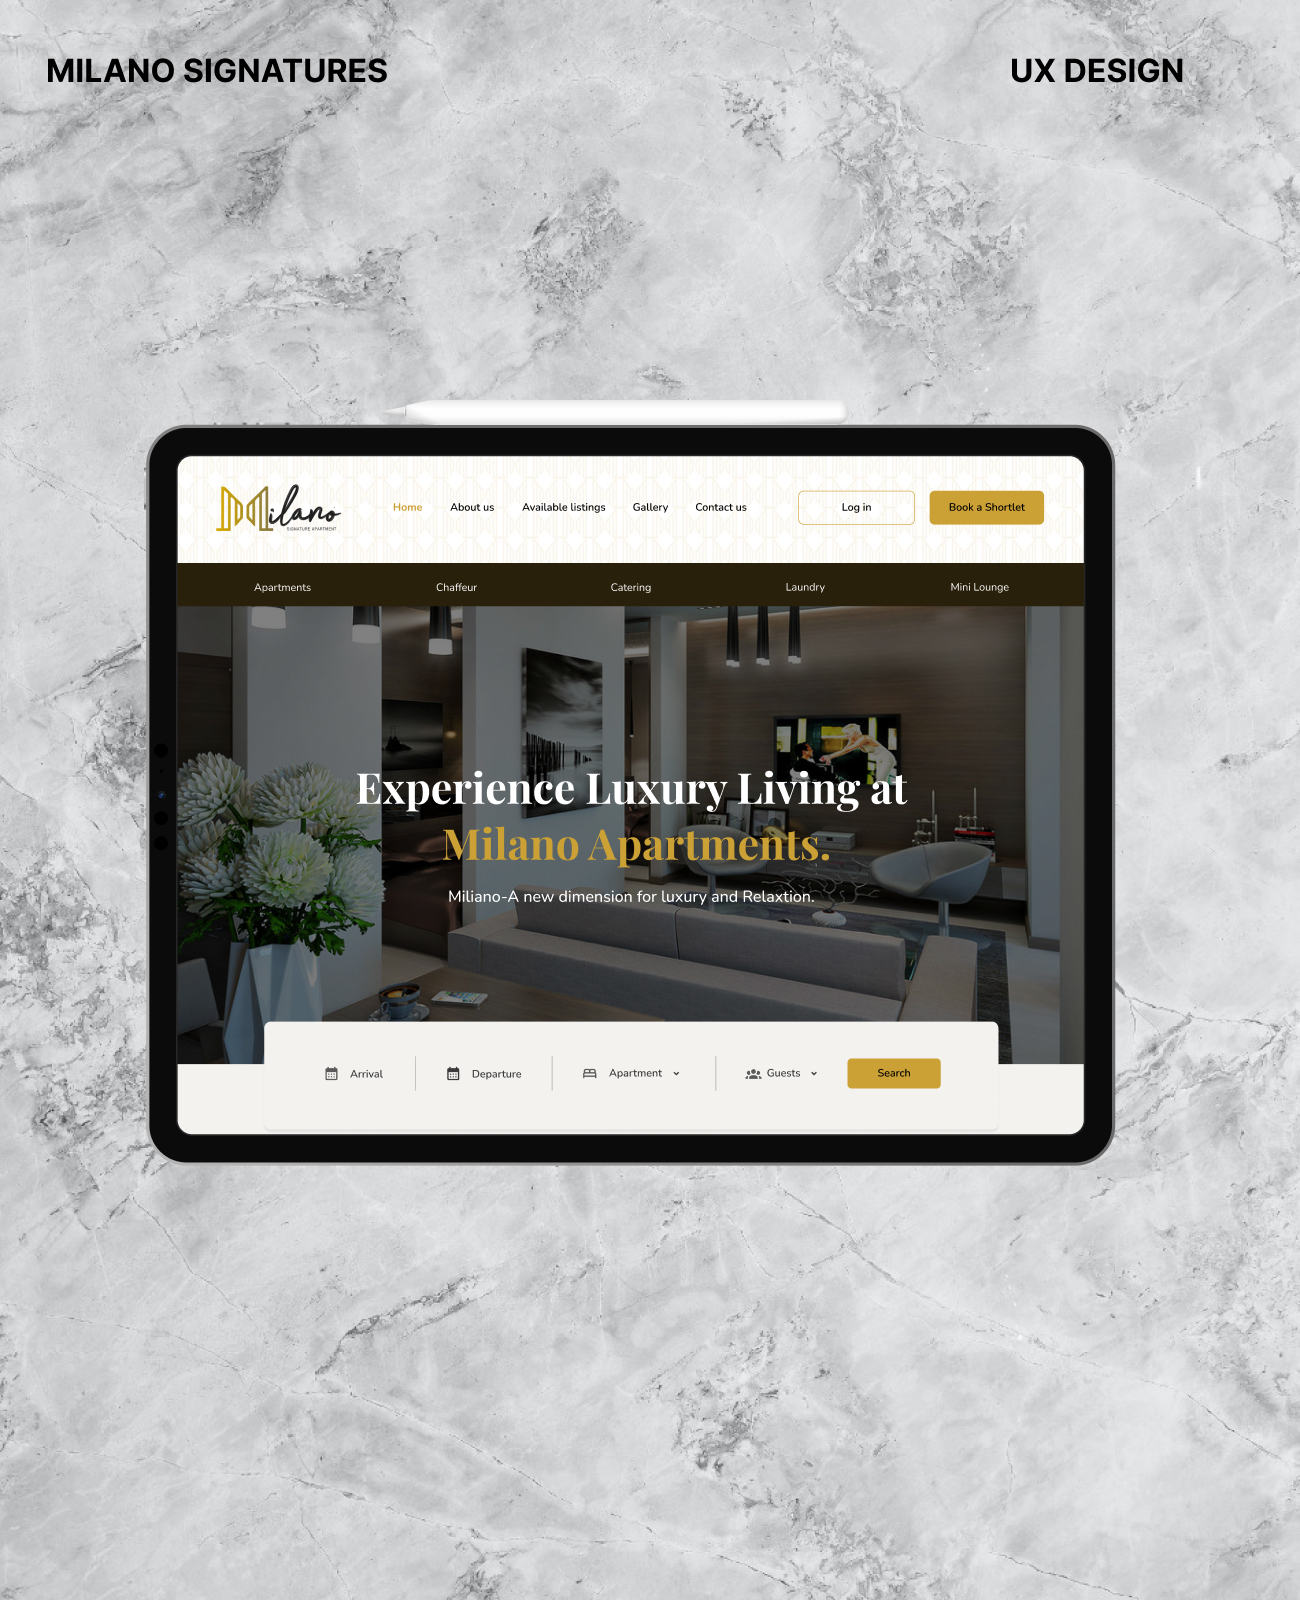 MILANO SIGNATURES
UX DESIGN
Milano
SIGNATURE APARTMENT
Home
About us
Available listings
Gallery
Contact us
Log in
Book a Shortlet
Apartments
Chaffeur
Catering
Laundry
Mini Lounge
Experience Luxury Living at
Milano Apartments.
Miliano-A new dimension for luxury and Relaxtion.
Arrival
Departure
Apartment
Guests
Search